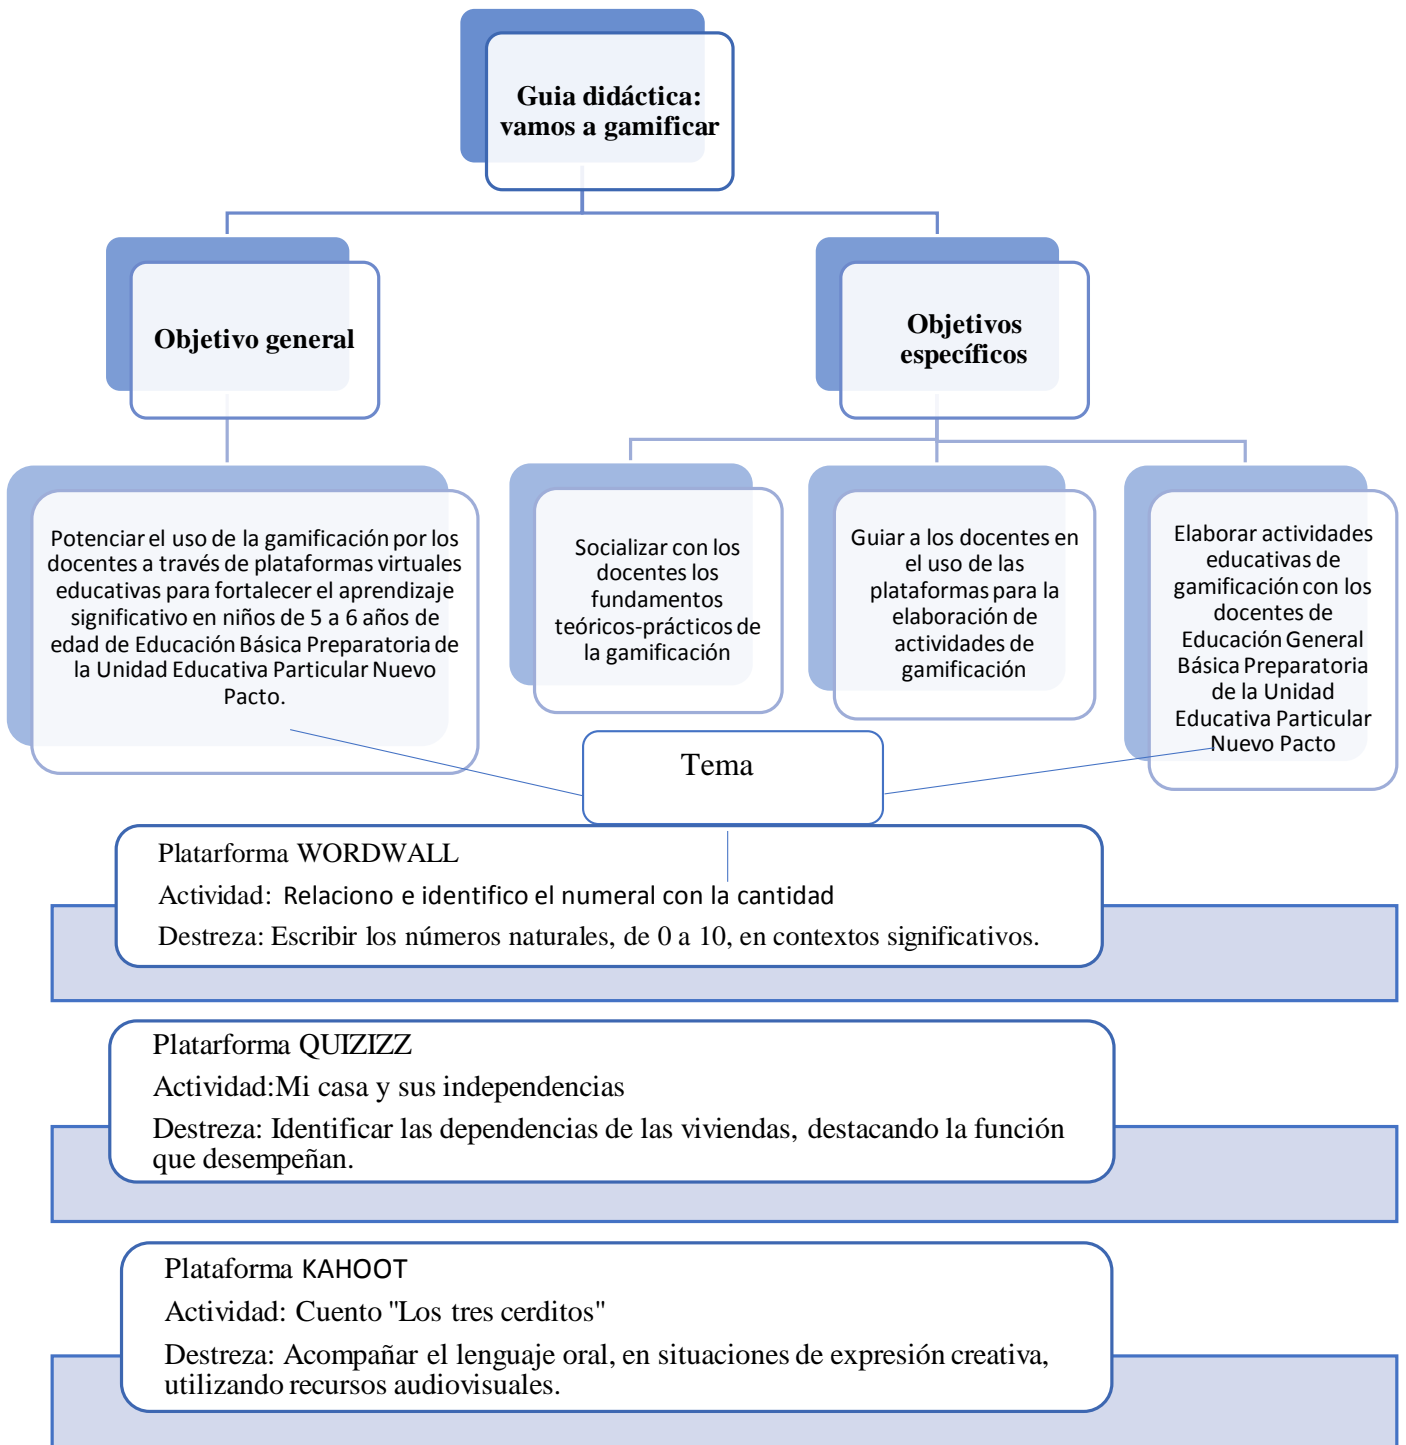 Guia didáctica:
vamos a gamificar
Objetivo general
Objetivos
específicos
Potenciar el uso de la gamificación por los
docentes a través de plataformas virtuales
educativas para fortalecer el aprendizaje
significativo en niños de 5 a 6 años de
edad de Educación Básica Preparatoria de
la Unidad Educativa Particular Nuevo
Pacto.
Socializar con los
docentes los
fundamentos
teóricos-prácticos de
la gamificación
Guiar a los docentes en
el uso de las
plataformas para la
elaboración de
actividades de
gamificación
Elaborar actividades
educativas de
gamificación con los
docentes de
Educación General
Básica Preparatoria
de la Unidad
Educativa Particular
Nuevo Pacto
Tema
Platarforma WORDWALL
Actividad: Relaciono e identifico el numeral con la cantidad
Destreza: Escribir los números naturales, de 0 a 10, en contextos significativos.
Platarforma QUIZIZZ
Actividad:Mi casa y sus independencias
Destreza: Identificar las dependencias de las viviendas, destacando la función
que desempeñan.
Plataforma KAHOOT
Actividad: Cuento "Los tres cerditos"
Destreza: Acompañar el lenguaje oral, en situaciones de expresión creativa,
utilizando recursos audiovisuales.